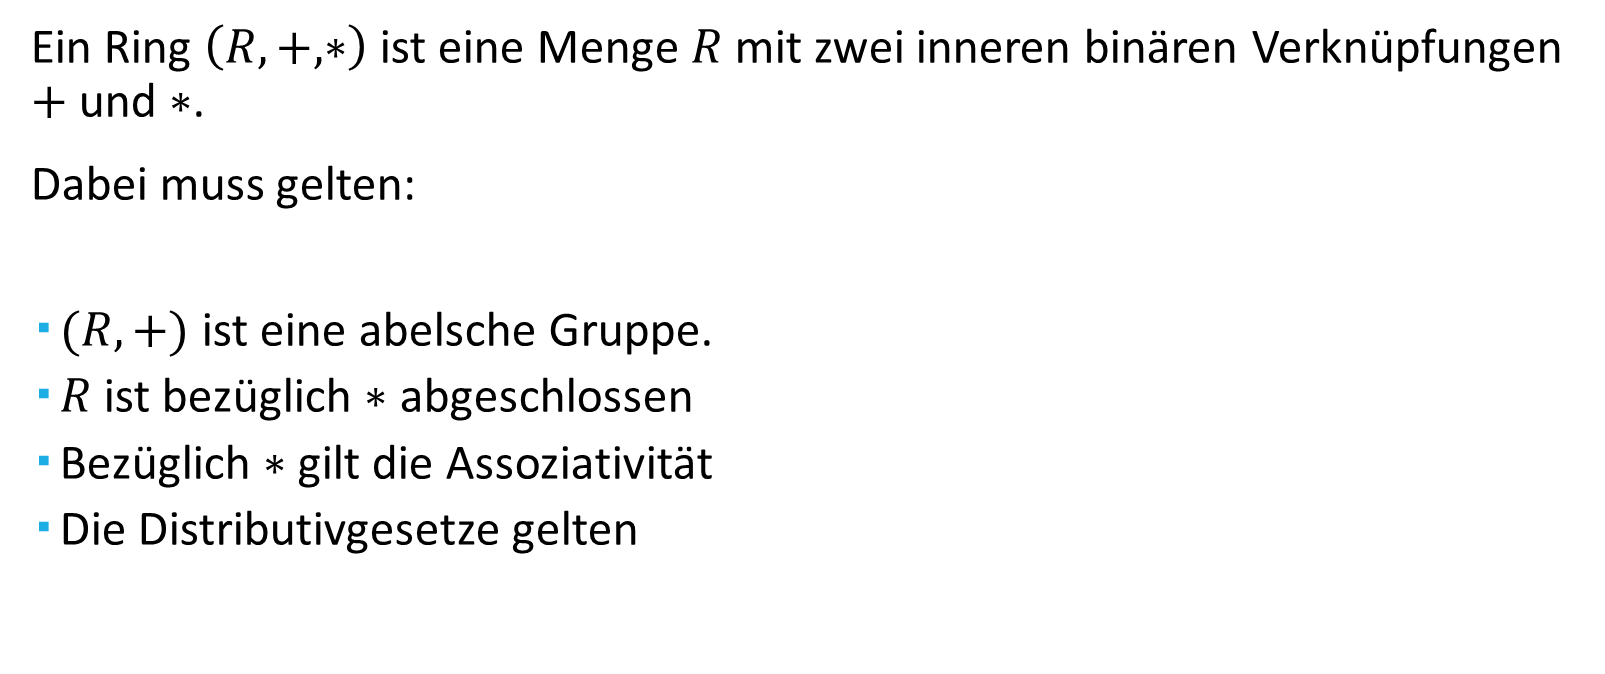 Ein Ring (R, +,∗) ist eine Menge R mit zwei inneren binären Verknüpfungen
+ und ∗.
Dabei muss gelten:
▪ (R, +) ist eine abelsche Gruppe.
▪ R ist bezüglich ∗ abgeschlossen
▪ Bezüglich ∗ gilt die Assoziativität
▪ Die Distributivgesetze gelten